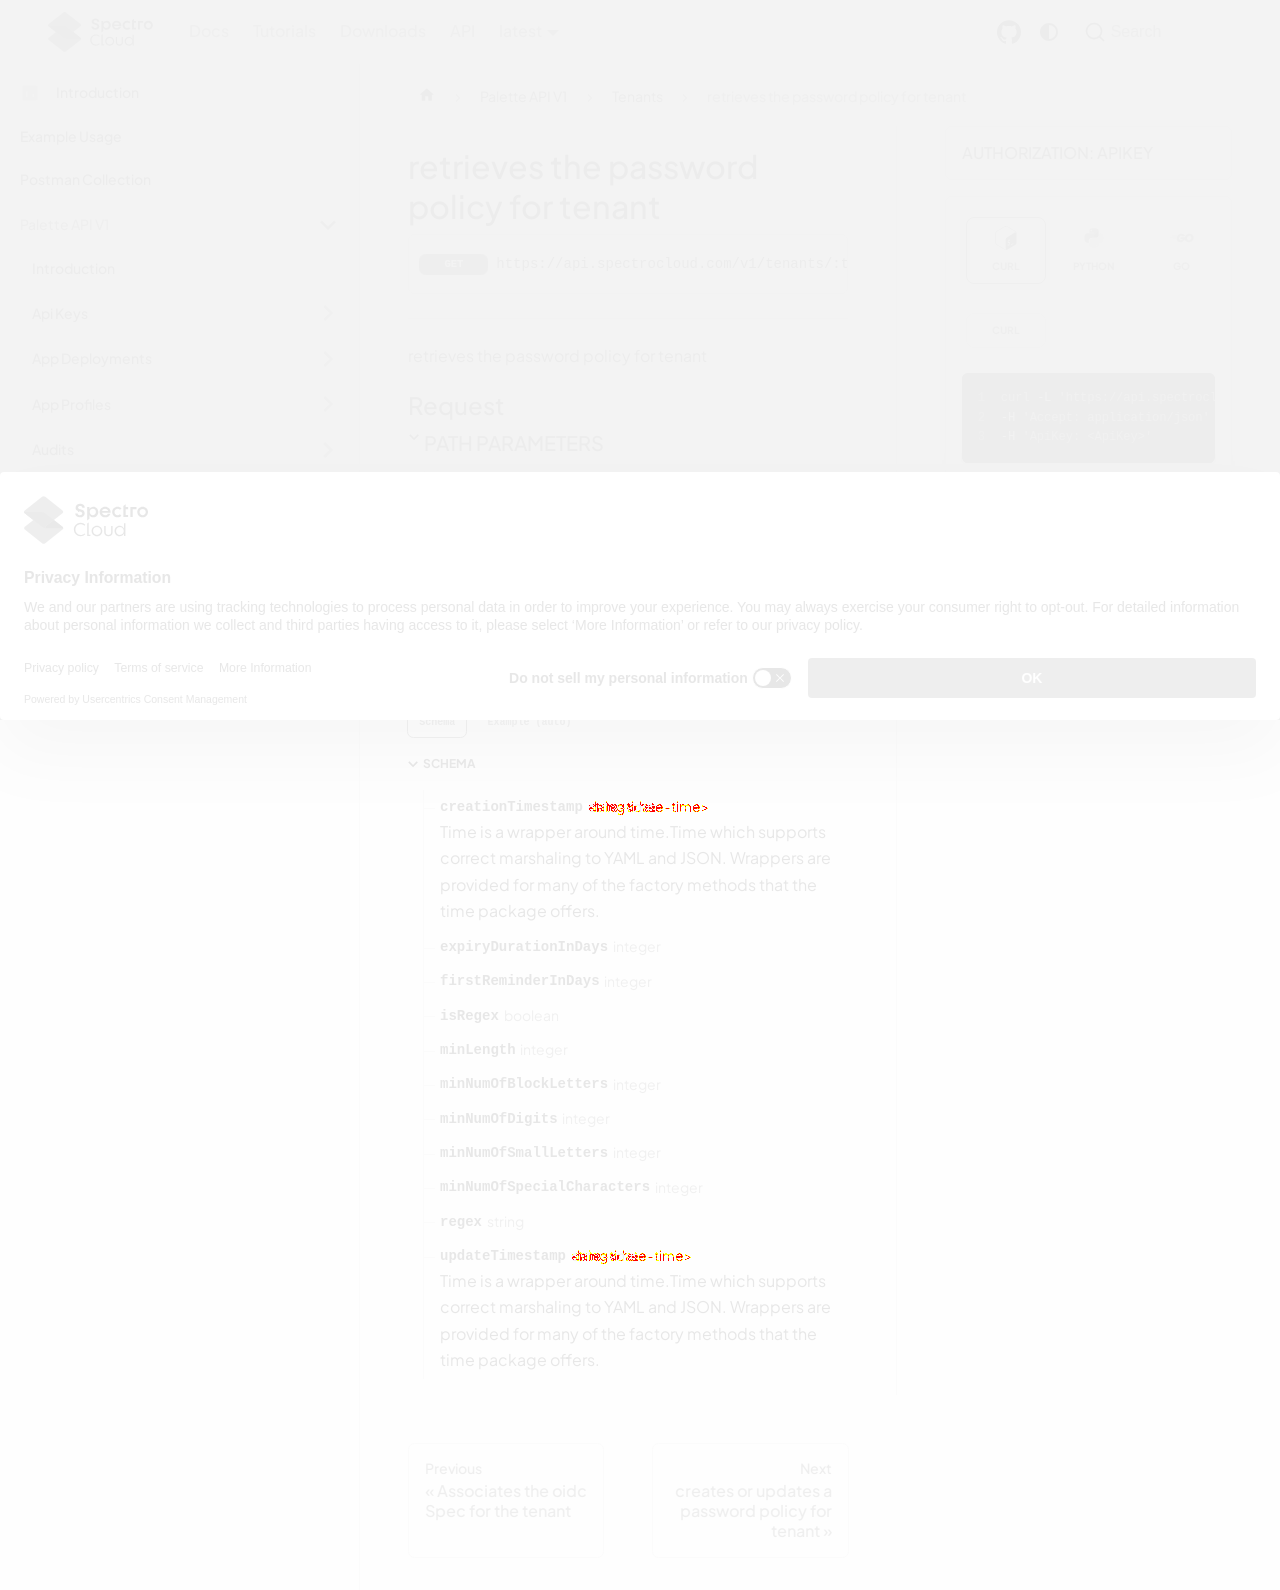 Spectro Cloud
Docs Tutorials Downloads API latest
Search
Introduction
Example Usage
Postman Collection
Palette API V1
Introduction
Api Keys
App Deployments
App Profiles
Audits
Palette API V1 Tenants retrieves the password policy for tenant
retrieves the password
policy for tenant
GET https://api.spectrocloud.com/v1/tenants/:t
retrieves the password policy for tenant
Request
PATH PARAMETERS
AUTHORIZATION: APIKEY
CURL PYTHON GO
CURL
Spectro
Cloud
Privacy Information
We and our partners are using tracking technologies to process personal data in order to improve your experience. You may always exercise your consumer right to opt-out. For detailed information
about personal information we collect and third parties having access to it, please select 'More Information' or refer to our privacy policy.
Privacy policy Terms of service More Information
Powered by Usercentrics Consent Management
Do not sell my personal information
OK
Schema Example (auto)
SCHEMA
creationTimestamp
Time is a wrapper around time.Time which supports
correct marshaling to YAML and JSON. Wrappers are
provided for many of the factory methods that the
time package offers.
expiryDurationInDays integer
firstReminderInDays integer
isRegex boolean
minLength integer
minNumOfBlockLetters integer
minNumOfDigits integer
minNumOfSmallLetters integer
minNumOfSpecialCharacters integer
regex string
updateTimestamp
Time is a wrapper around time.Time which supports
correct marshaling to YAML and JSON. Wrappers are
provided for many of the factory methods that the
time package offers.
Previous
« Associates the oidc
Spec for the tenant
Next
creates or updates a
password policy for
tenant »